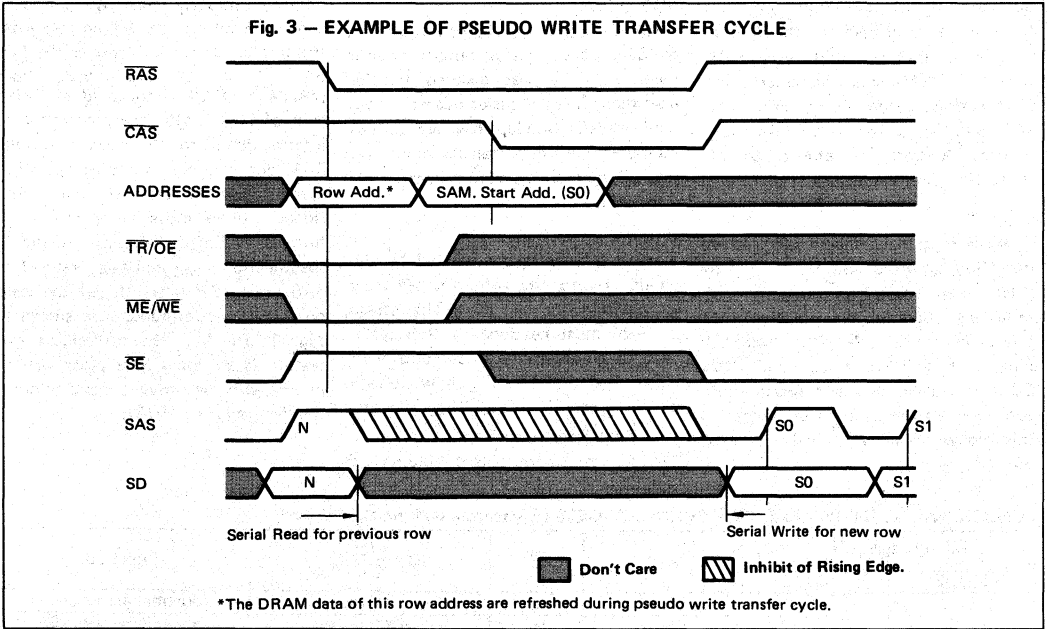 Fig. 3 – EXAMPLE OF PSEUDO WRITE TRANSFER CYCLE
RAS
CAS
ADDRESSES Row Add.* SAM. Start Add. (S0)
TR/OE
ME/WE
SE
SAS N S0 S1
SD N S0 S1
Serial Read for previous row Serial Write for new row
Don't Care Inhibit of Rising Edge.
*The DRAM data of this row address are refreshed during pseudo write transfer cycle.